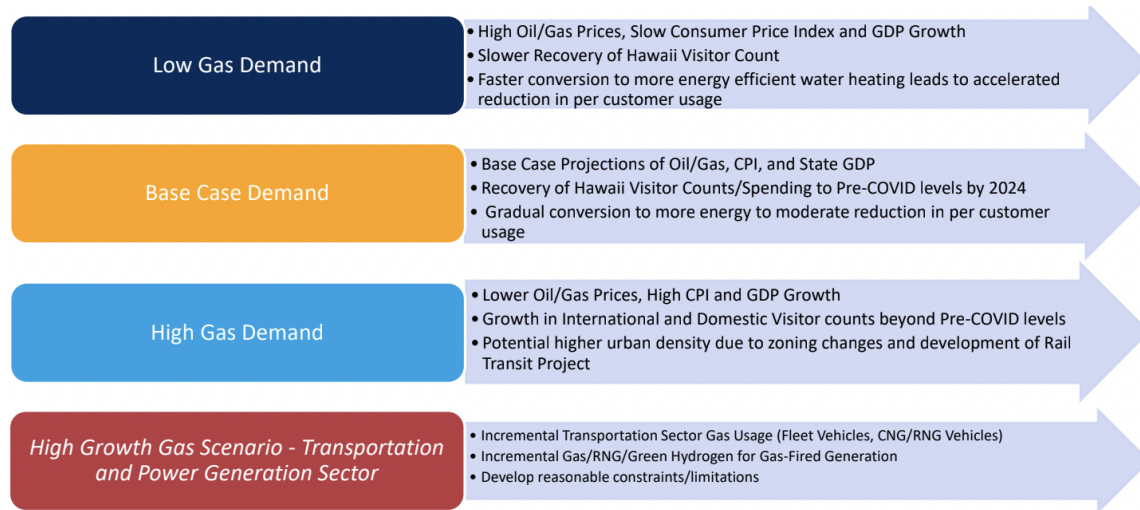 Low Gas Demand
• High Oil/Gas Prices, Slow Consumer Price Index and GDP Growth
• Slower Recovery of Hawaii Visitor Count
• Faster conversion to more energy efficient water heating leads to accelerated
reduction in per customer usage
Base Case Demand
• Base Case Projections of Oil/Gas, CPI, and State GDP
• Recovery of Hawaii Visitor Counts/Spending to Pre-COVID levels by 2024
• Gradual conversion to more energy to moderate reduction in per customer
usage
High Gas Demand
• Lower Oil/Gas Prices, High CPI and GDP Growth
• Growth in International and Domestic Visitor counts beyond Pre-COVID levels
• Potential higher urban density due to zoning changes and development of Rail
Transit Project
High Growth Gas Scenario - Transportation
and Power Generation Sector
• Incremental Transportation Sector Gas Usage (Fleet Vehicles, CNG/RNG Vehicles)
• Incremental Gas/RNG/Green Hydrogen for Gas-Fired Generation
• Develop reasonable constraints/limitations